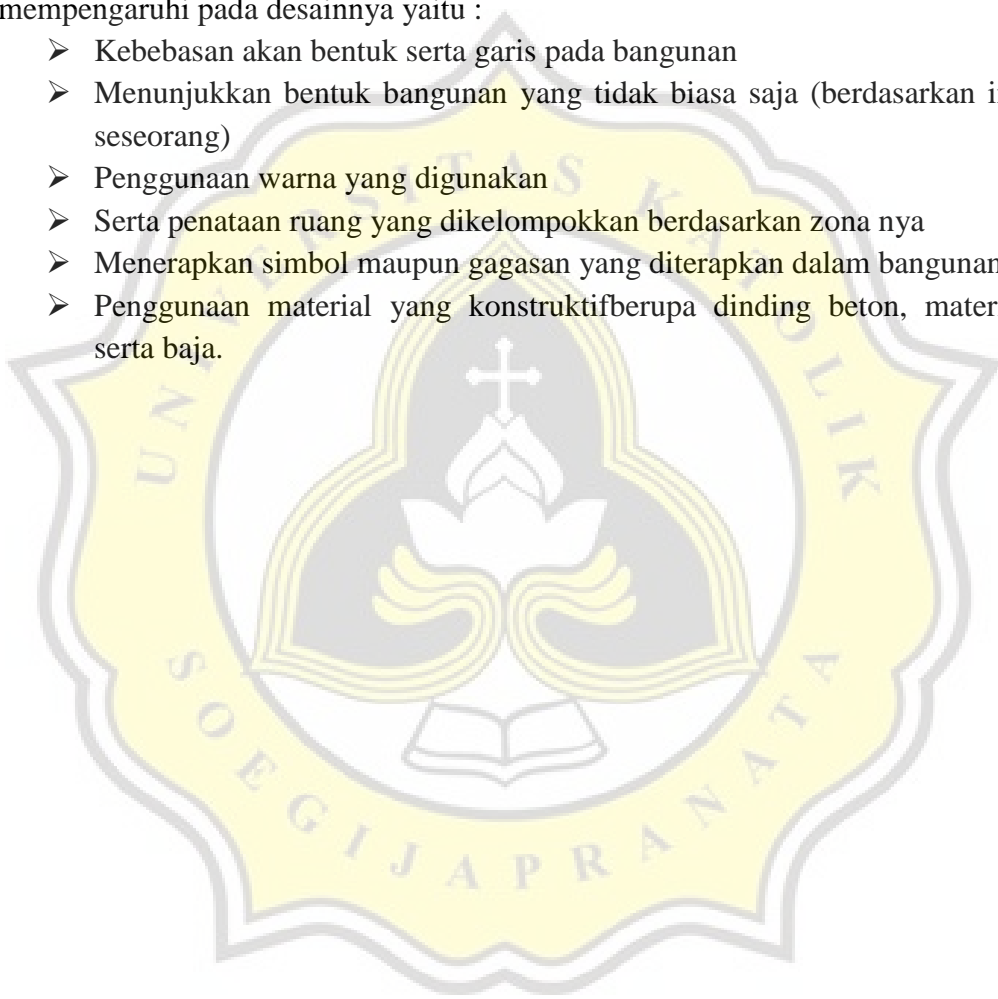 mempengaruhi pada desainnya yaitu :
➢ Kebebasan akan bentuk serta garis pada bangunan
➢ Menunjukkan bentuk bangunan yang tidak biasa saja (berdasarkan
seseorang)
➢ Penggunaan warna yang digunakan
➢ Serta penataan ruang yang dikelompokkan berdasarkan zona nya
➢ Menerapkan simbol maupun gagasan yang diterapkan dalam bangunan
➢ Penggunaan material yang konstruktifberupa dinding beton,
serta baja.
UNIVERSITAS KATOLIK
SOEGIJAPRANATA